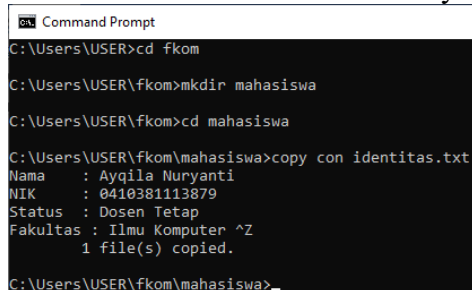 Command Prompt
C:\Users\USER>cd fkom
C:\Users\USER\fkom>mkdir mahasiswa
C:\Users\USER\fkom>cd mahasiswa
C:\Users\USER\fkom\mahasiswa>copy con identitas.txt
Nama : Ayqila Nuryanti
NIK : 0410381113879
Status : Dosen Tetap
Fakultas : Ilmu Komputer ^Z
1 file(s) copied.
C:\Users\USER\fkom\mahasiswa>_